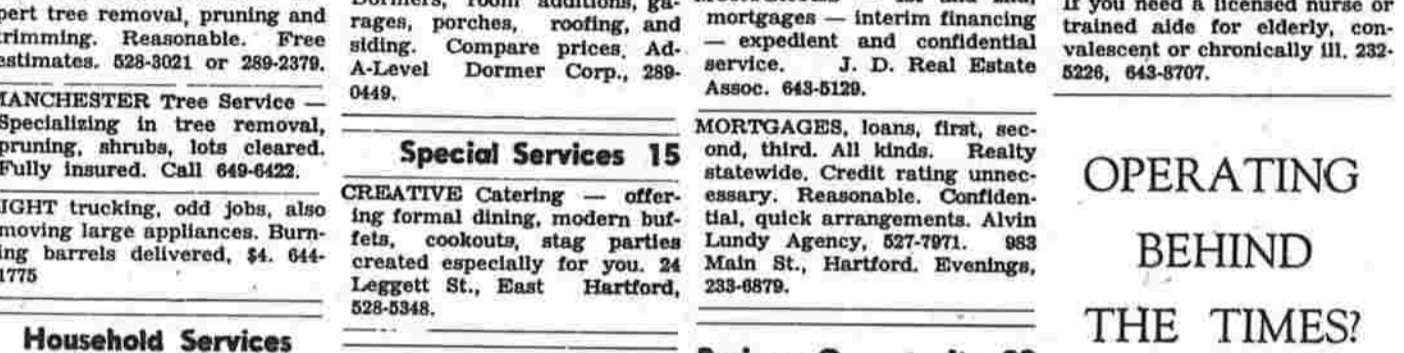 pert tree removal, pruning and
trimming. Reasonable. Free
estimates. 528-3021 or 289-2379.
MANCHESTER Tree Service —
Specializing in tree removal,
pruning, shrubs, lots cleared.
Fully insured. Call 649-6422.
LIGHT trucking, odd jobs, also
moving large appliances. Burn-
ing barrels delivered, $4. 644-
1775
Household Services
Dormers, room additions, ga-
rages, porches, roofing, and
siding. Compare prices. Ad-
A-Level Dormer Corp., 289-
0449.
Special Services 15
CREATIVE Catering — offer-
ing formal dining, modern buf-
fets, cookouts, stag parties
created especially for you. 24
Leggett St., East Hartford,
528-5348.
mortgages — interim financing
— expedient and confidential
service. J. D. Real Estate
Assoc. 643-5129.
MORTGAGES, loans, first, sec-
ond, third. All kinds. Realty
statewide. Credit rating unnec-
essary. Reasonable. Confiden-
tial, quick arrangements. Alvin
Lundy Agency, 527-7971. 983
Main St., Hartford. Evenings,
233-6879.
If you need a licensed nurse or
trained aide for elderly, con-
valescent or chronically ill. 232-
5226, 643-8707.
OPERATING
BEHIND
THE TIMES?